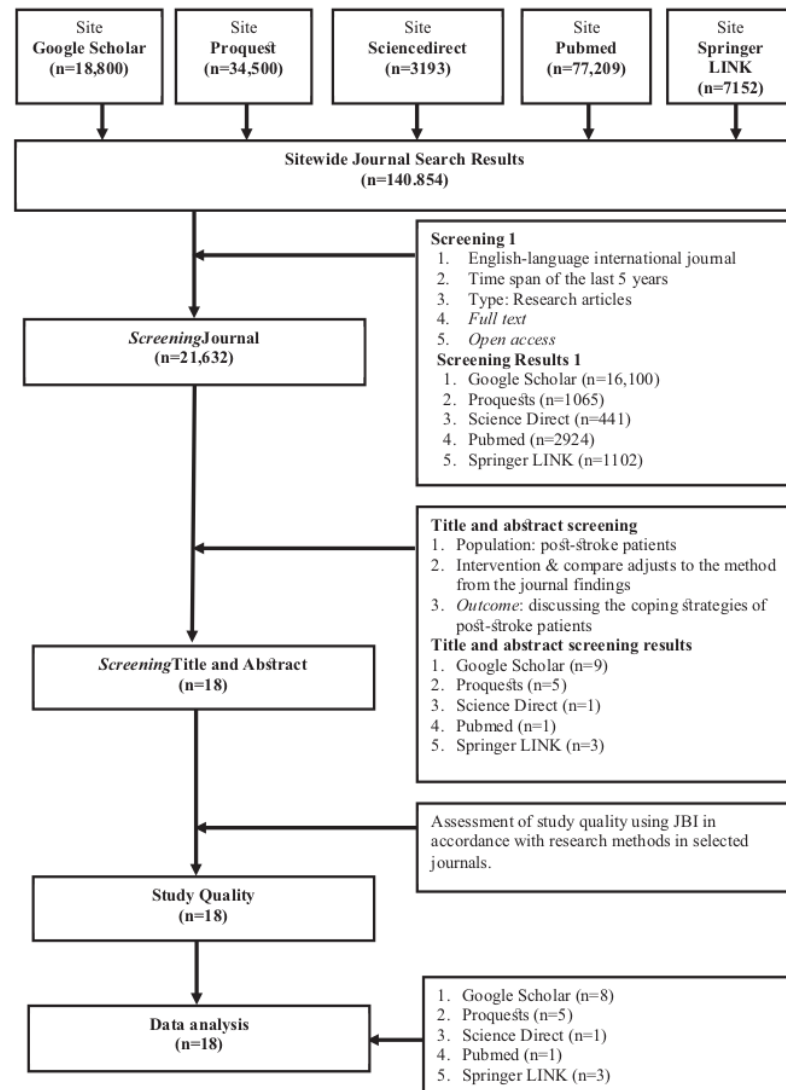 Site
Google Scholar
(n=18,800)
Site
Proquest
(n=34,500)
Site
Sciencedirect
(n=3193)
Site
Pubmed
(n=77,209)
Site
Springer
LINK
(n=7152)
Sitewide Journal Search Results
(n=140.854)
Screening 1
1. English-language international journal
2. Time span of the last 5 years
3. Type: Research articles
4. Full text
5. Open access
Screening Results 1
1. Google Scholar (n=16,100)
2. Proquests (n=1065)
3. Science Direct (n=441)
4. Pubmed (n=2924)
5. Springer LINK (n=1102)
ScreeningJournal
(n=21,632)
Title and abstract screening
1. Population: post-stroke patients
2. Intervention & compare adjusts to the method
from the journal findings
3. Outcome: discussing the coping strategies of
post-stroke patients
Title and abstract screening results
1. Google Scholar (n=9)
2. Proquests (n=5)
3. Science Direct (n=1)
4. Pubmed (n=1)
5. Springer LINK (n=3)
ScreeningTitle and Abstract
(n=18)
Assessment of study quality using JBI in
accordance with research methods in selected
journals.
Study Quality
(n=18)
Data analysis
(n=18)
1. Google Scholar (n=8)
2. Proquests (n=5)
3. Science Direct (n=1)
4. Pubmed (n=1)
5. Springer LINK (n=3)